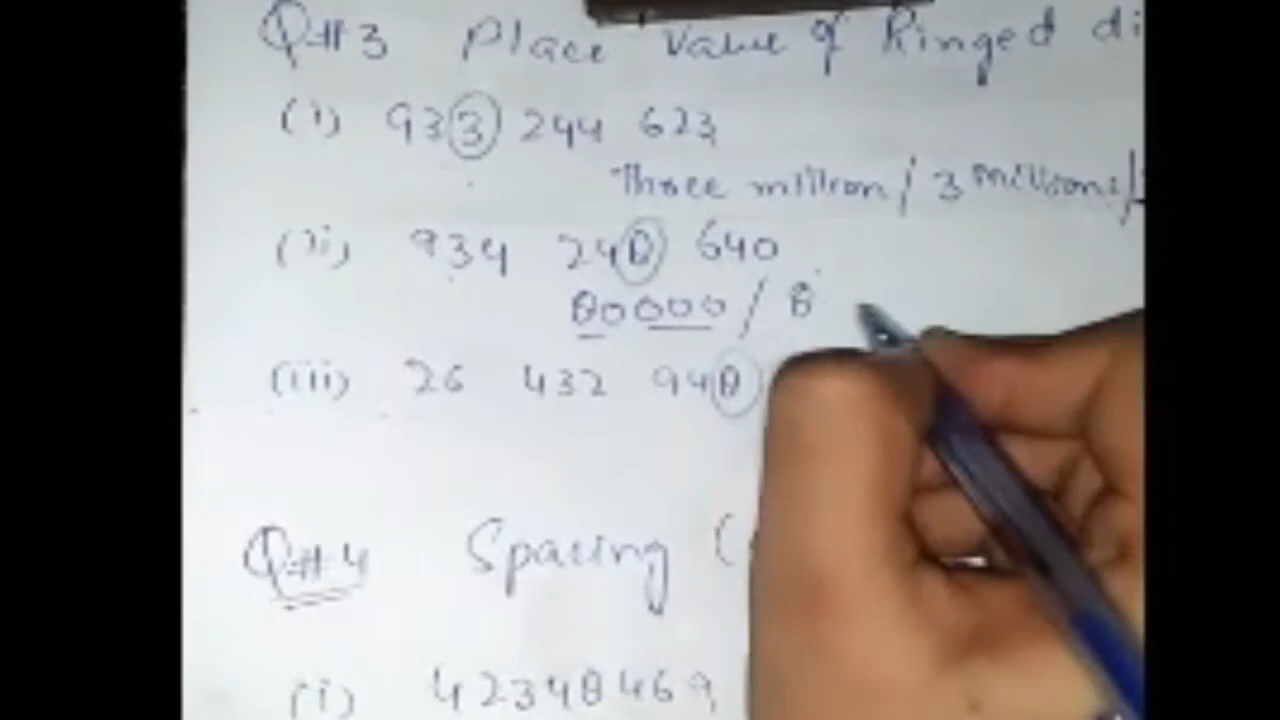 Q#3 Place Value of Ringed di
(i) 933 244 623
Three million / 3 millions /
(ii) 934 248 640
80000 / 8
(iii) 26 432 948
Q#4 Spacing (
(i) 42348469